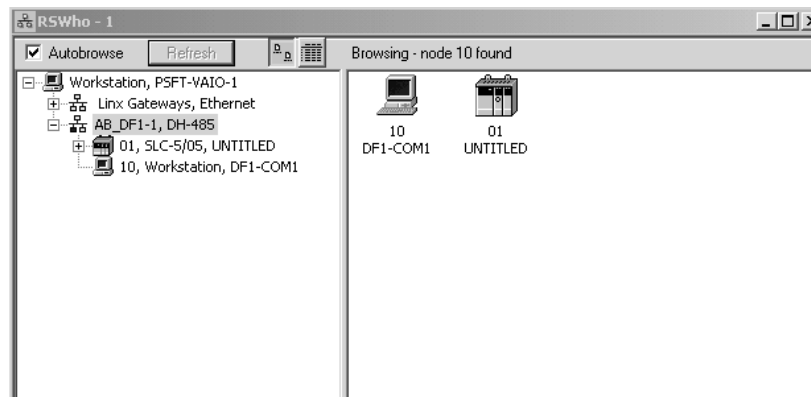 RSWho - 1
Autobrowse Refresh Browsing - node 10 found
Workstation, PSFT-VAIO-1
Linx Gateways, Ethernet
AB_DF1-1, DH-485
01, SLC-5/05, UNTITLED
10, Workstation, DF1-COM1
10
DF1-COM1
01
UNTITLED